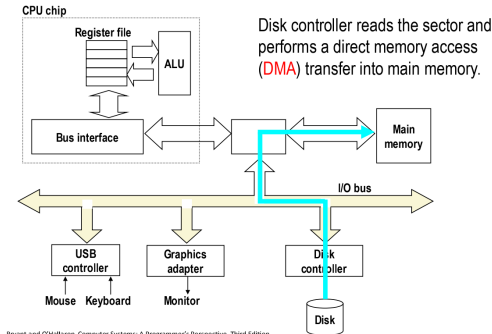 CPU chip
Register file
ALU
Disk controller reads the sector and
performs a direct memory access
(DMA) transfer into main memory.
Bus interface
Main
memory
I/O bus
USB
controller
Graphics
adapter
Disk
controller
Mouse
Keyboard
Monitor
Disk
Bryant and O'Hallaron, Computer Systems: A Programmer's Perspective, Third Edition